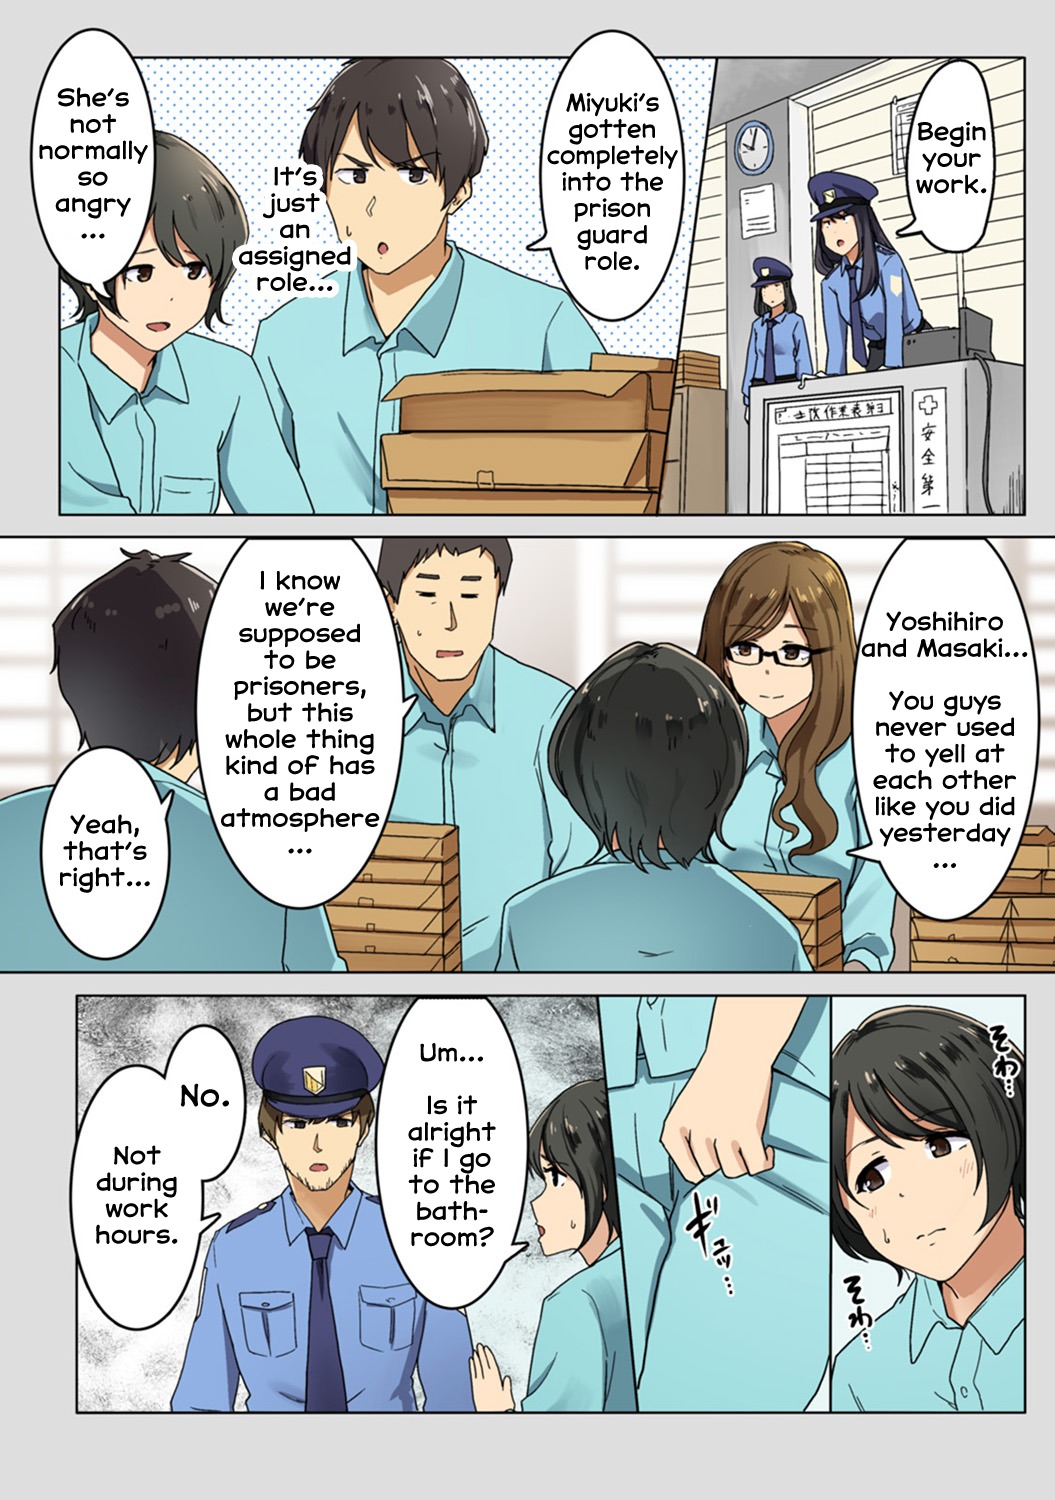 Begin
your
work.
安
全
第
一
Miyuki's
gotten
completely
into the
prison
guard
role.
It's
just
an
assigned
role...
She's
not
normally
so
angry
...
Yoshihiro
and Masaki...
You guys
never used
to yell at
each other
like you did
yesterday
...
I know
we're
supposed
to be
prisoners,
but this
whole thing
kind of has
a bad
atmosphere
...
Yeah,
that's
right...
そわ…
そわ…
ギュッ…
Um...
Is it
alright
if I go
to the
bath-
room?
No.
Not
during
work
hours.